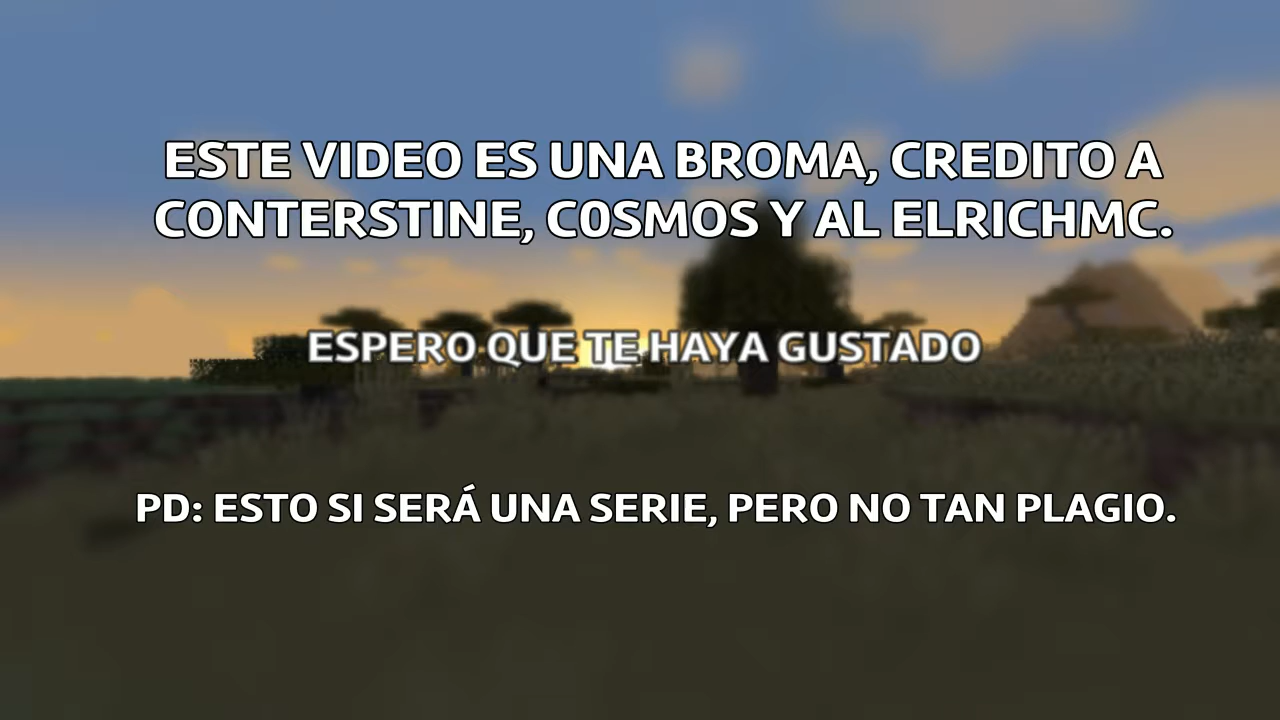 ESTE VIDEO ES UNA BROMA, CREDITO A
CONTERSTINE, C0SMOS Y AL ELRICHMC.
ESPERO QUE TE HAYA GUSTADO
PD: ESTO SI SERÁ UNA SERIE, PERO NO TAN PLAGIO.